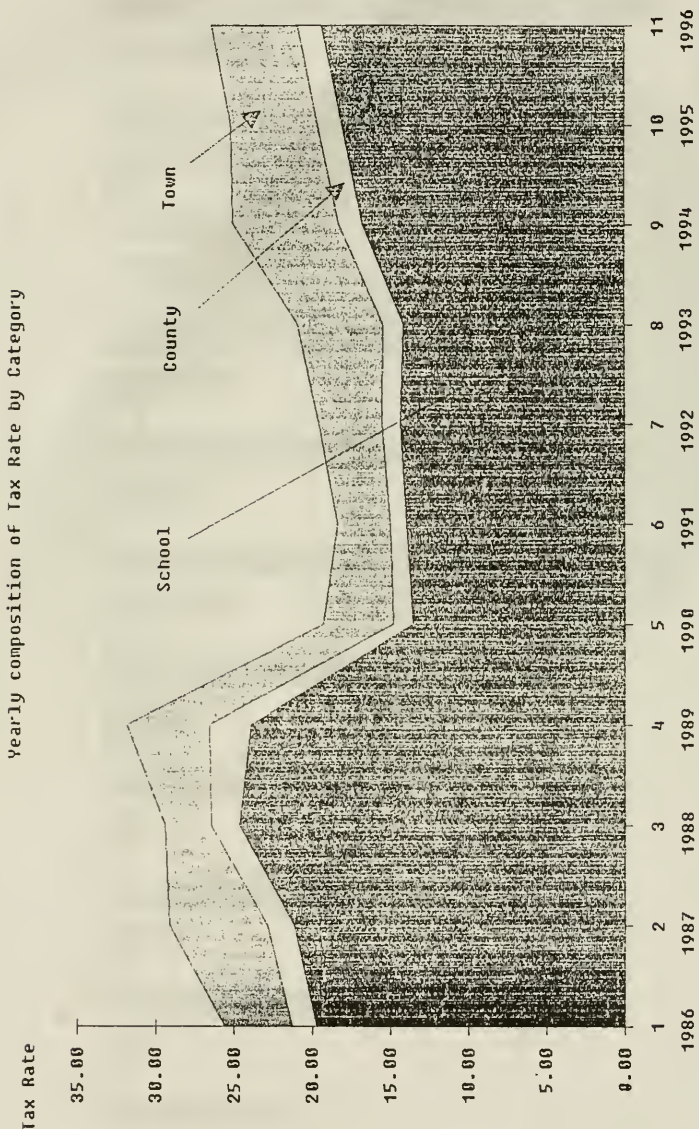 Yearly composition of Tax Rate by Category
Tax Rate
35.00
30.00
25.00
20.00
15.00
10.00
5.00
0.00
School
County
Town
1 2 3 4 5 6 7 8 9 10 11
1986 1987 1988 1989 1990 1991 1992 1993 1994 1995 1996